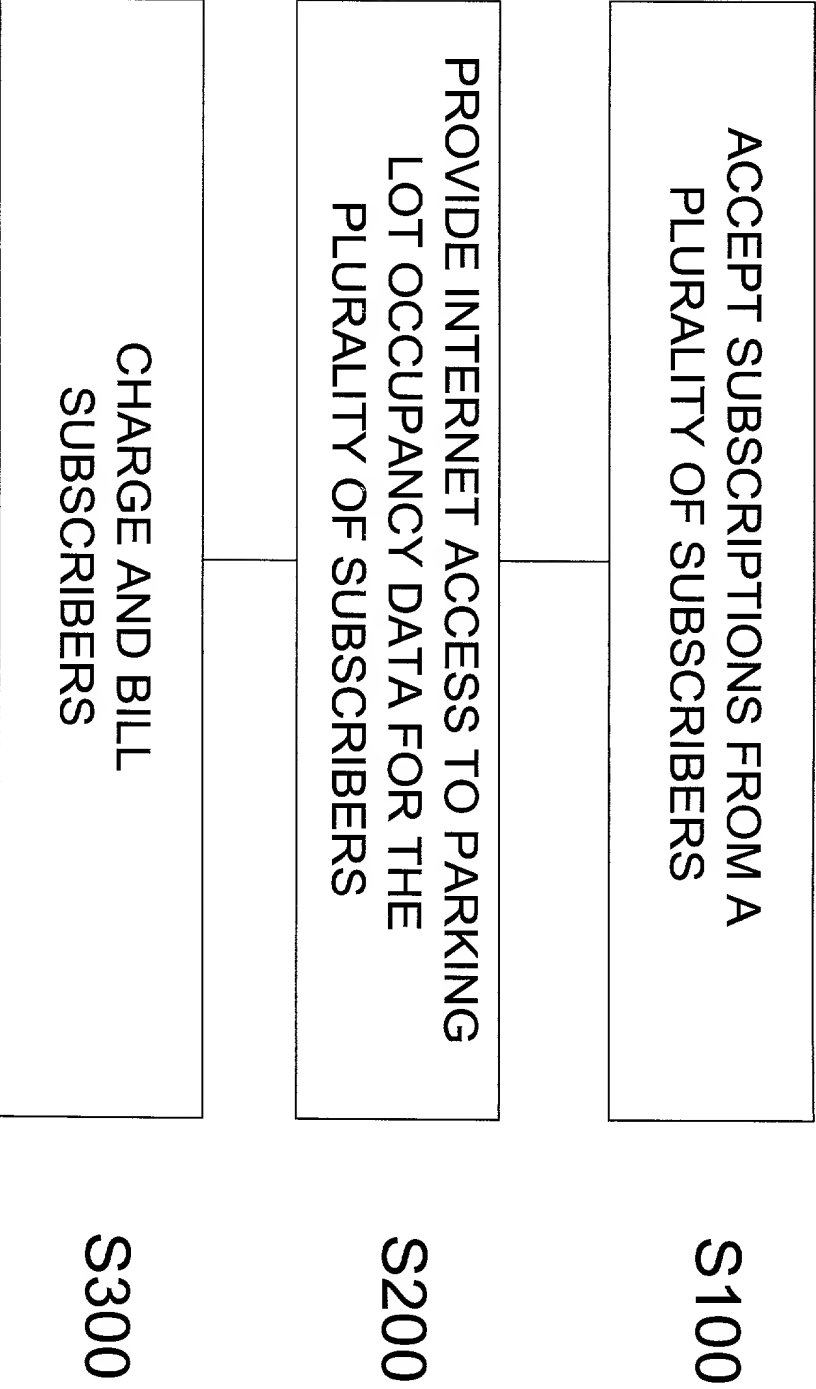 ACCEPT SUBSCRIPTIONS FROM A
PLURALITY OF SUBSCRIBERS
S100
PROVIDE INTERNET ACCESS TO PARKING
LOT OCCUPANCY DATA FOR THE
PLURALITY OF SUBSCRIBERS
S200
CHARGE AND BILL
SUBSCRIBERS
S300